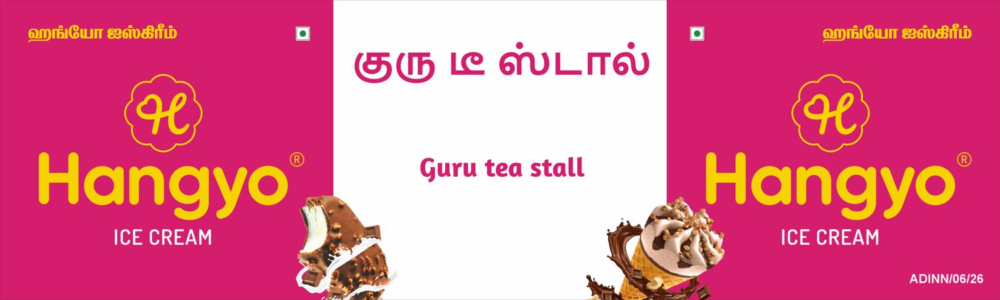 ஹங்யோ ஐஸ்கிரீம்
H
Hangyo®
ICE CREAM
குரு டீ ஸ்டால்
Guru tea stall
ஹங்யோ ஐஸ்கிரீம்
H
Hangyo®
ICE CREAM
ADINN/06/26